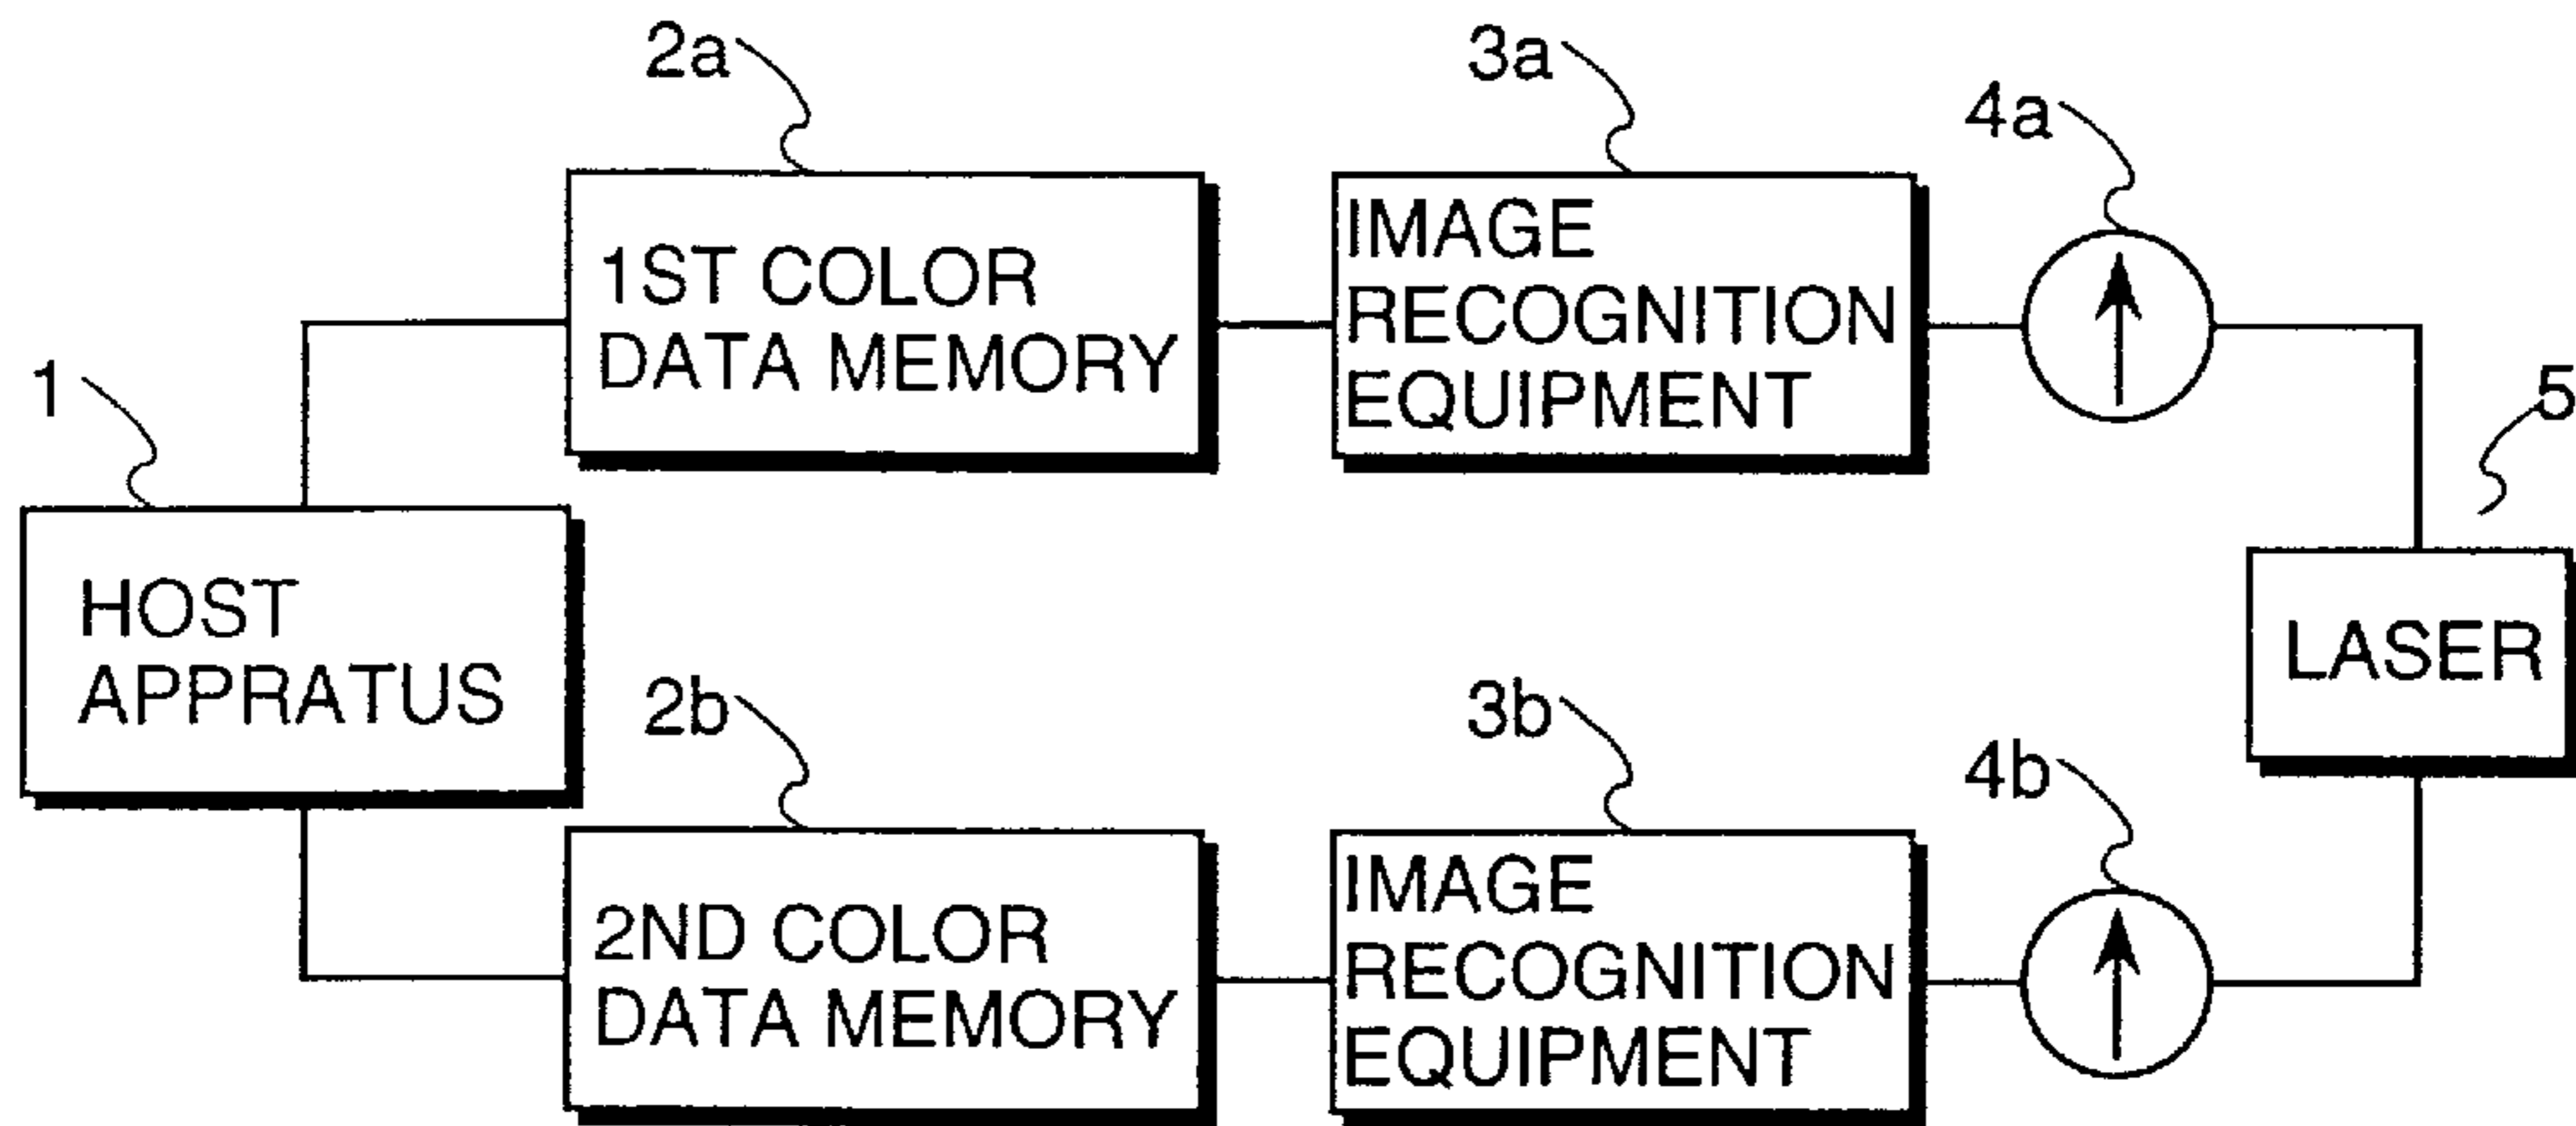 2a
3a
4a
1ST COLOR
DATA MEMORY
IMAGE
RECOGNITION
EQUIPMENT
1
5
HOST
APPRATUS
LASER
2b
3b
4b
2ND COLOR
DATA MEMORY
IMAGE
RECOGNITION
EQUIPMENT